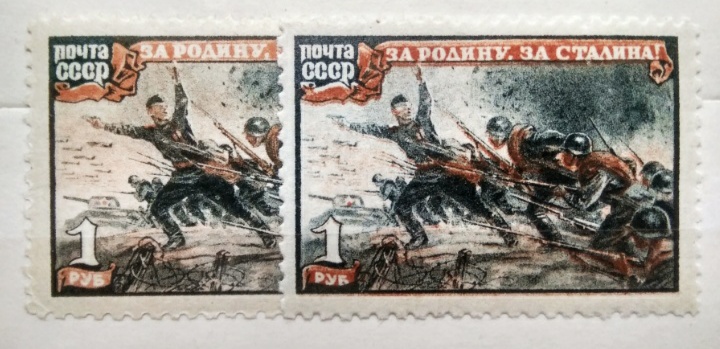 ПОЧТА
СССР
ЗА РОДИНУ.
1
РУБ
ПОЧТА
СССР
ЗА РОДИНУ. ЗА СТАЛИНА!
1
РУБ